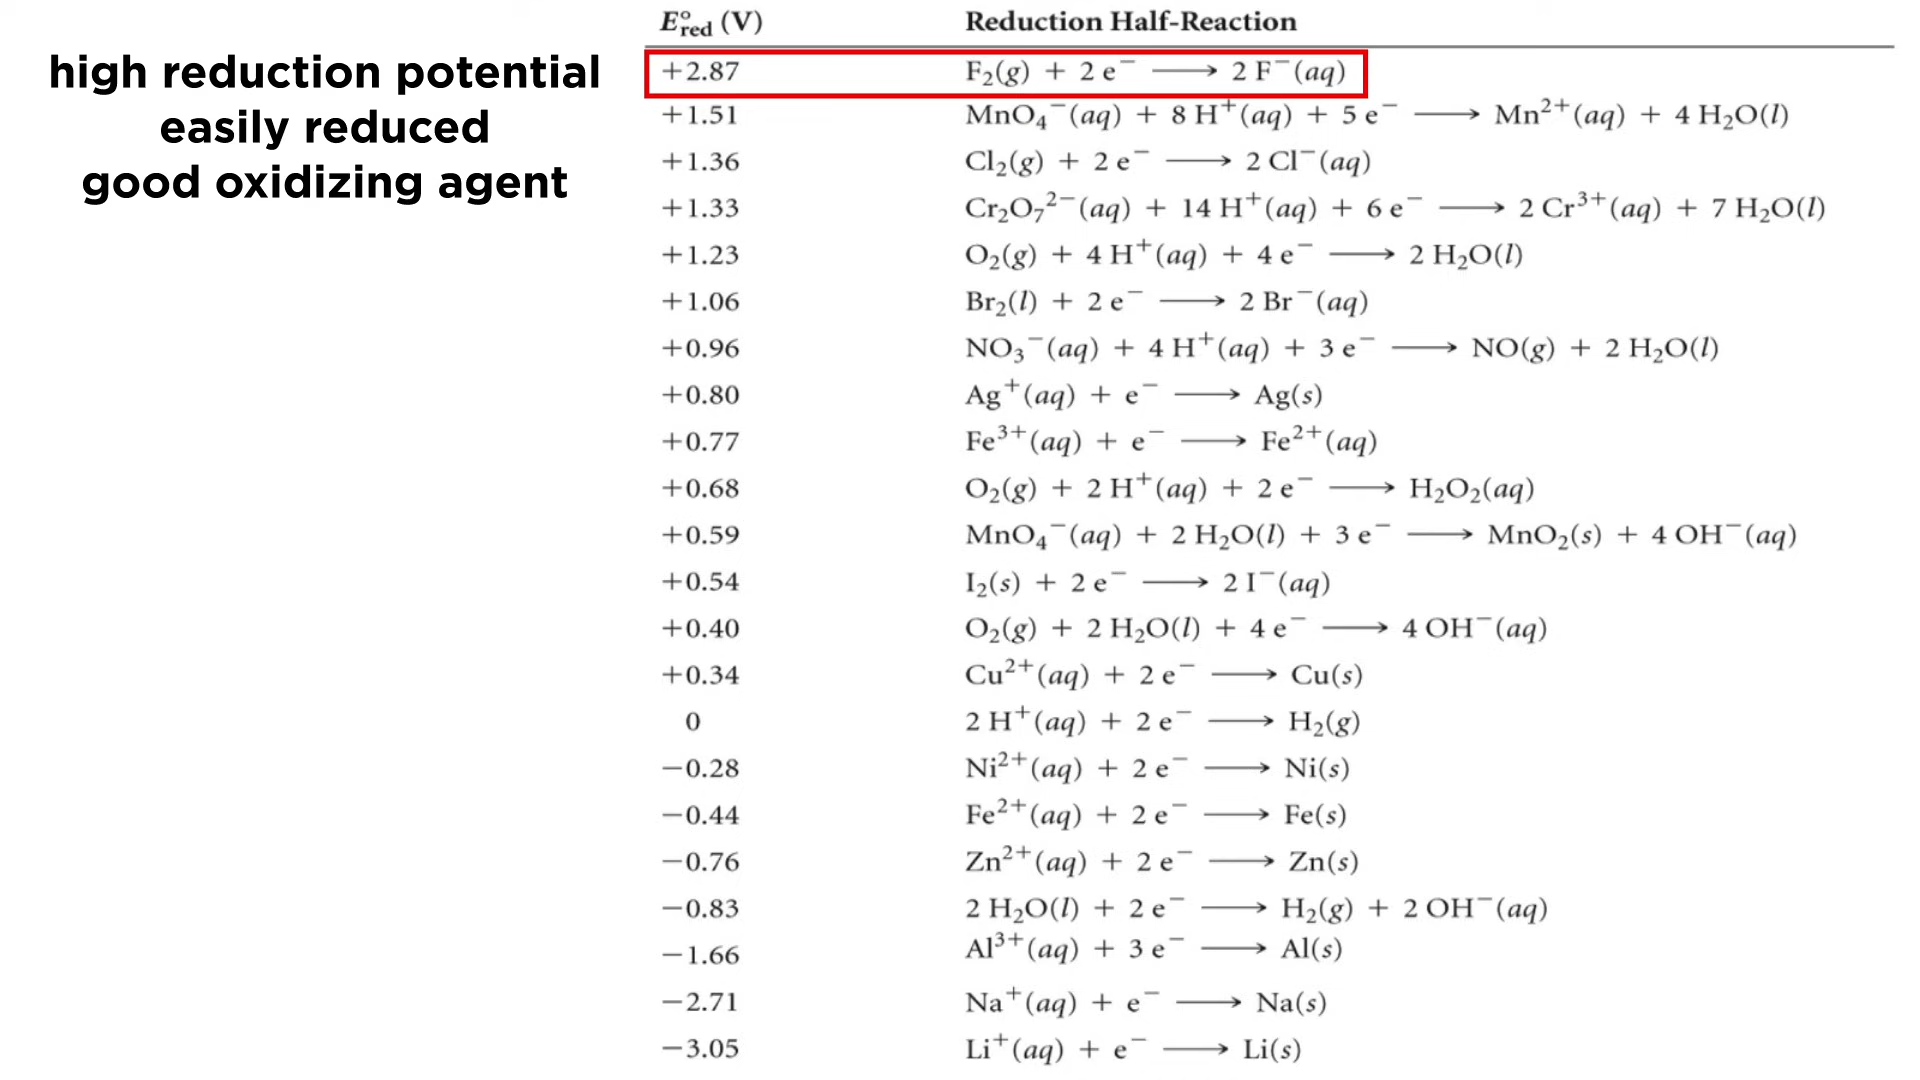 high reduction potential
easily reduced
good oxidizing agent
E°red (V) Reduction Half-Reaction
+2.87 F₂(g) + 2 e⁻ ⟶ 2 F⁻(aq)
+1.51 MnO₄⁻(aq) + 8 H⁺(aq) + 5 e⁻ ⟶ Mn²⁺(aq) + 4 H₂O(l)
+1.36 Cl₂(g) + 2 e⁻ ⟶ 2 Cl⁻(aq)
+1.33 Cr₂O₇²⁻(aq) + 14 H⁺(aq) + 6 e⁻ ⟶ 2 Cr³⁺(aq) + 7 H₂O(l)
+1.23 O₂(g) + 4 H⁺(aq) + 4 e⁻ ⟶ 2 H₂O(l)
+1.06 Br₂(l) + 2 e⁻ ⟶ 2 Br⁻(aq)
+0.96 NO₃⁻(aq) + 4 H⁺(aq) + 3 e⁻ ⟶ NO(g) + 2 H₂O(l)
+0.80 Ag⁺(aq) + e⁻ ⟶ Ag(s)
+0.77 Fe³⁺(aq) + e⁻ ⟶ Fe²⁺(aq)
+0.68 O₂(g) + 2 H⁺(aq) + 2 e⁻ ⟶ H₂O₂(aq)
+0.59 MnO₄⁻(aq) + 2 H₂O(l) + 3 e⁻ ⟶ MnO₂(s) + 4 OH⁻(aq)
+0.54 I₂(s) + 2 e⁻ ⟶ 2 I⁻(aq)
+0.40 O₂(g) + 2 H₂O(l) + 4 e⁻ ⟶ 4 OH⁻(aq)
+0.34 Cu²⁺(aq) + 2 e⁻ ⟶ Cu(s)
0 2 H⁺(aq) + 2 e⁻ ⟶ H₂(g)
−0.28 Ni²⁺(aq) + 2 e⁻ ⟶ Ni(s)
−0.44 Fe²⁺(aq) + 2 e⁻ ⟶ Fe(s)
−0.76 Zn²⁺(aq) + 2 e⁻ ⟶ Zn(s)
−0.83 2 H₂O(l) + 2 e⁻ ⟶ H₂(g) + 2 OH⁻(aq)
−1.66 Al³⁺(aq) + 3 e⁻ ⟶ Al(s)
−2.71 Na⁺(aq) + e⁻ ⟶ Na(s)
−3.05 Li⁺(aq) + e⁻ ⟶ Li(s)